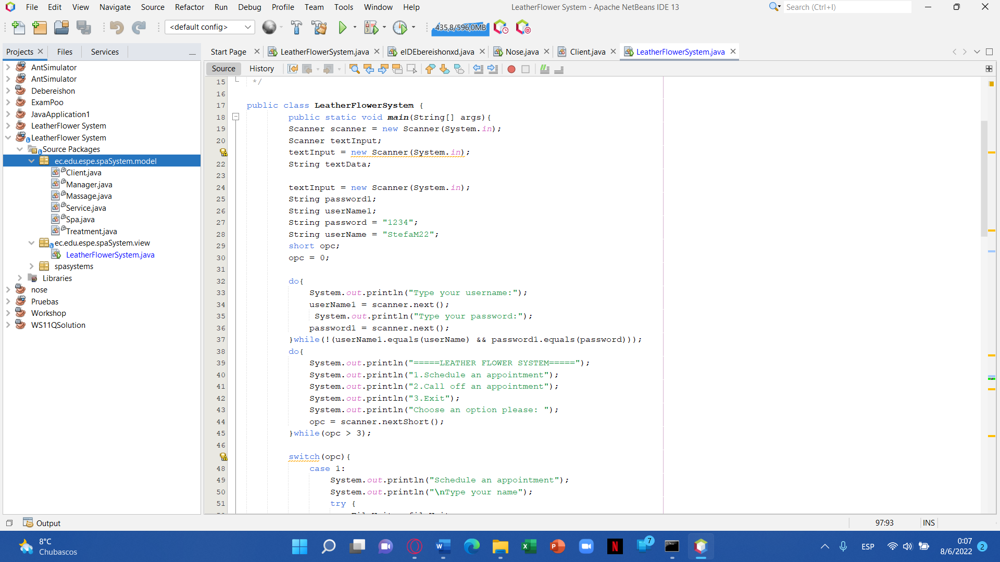 File Edit View Navigate Source Refactor Run Debug Profile Team Tools Window Help LeatherFlower System - Apache NetBeans IDE 13 Search (Ctrl+I)
<default config> 435,8/596,0MB
Projects Files Services
Start Page LeatherFlowerSystem.java elDEbereishonxd.java Nose.java Client.java LeatherFlowerSystem.java
Source History
AntSimulator
AntSimulator
Debereishon
ExamPoo
JavaApplication1
LeatherFlower System
LeatherFlower System
Source Packages
ec.edu.espe.spaSystem.model
Client.java
Manager.java
Massage.java
Service.java
Spa.java
Treatment.java
ec.edu.espe.spaSystem.view
LeatherFlowerSystem.java
spasystems
Libraries
nose
Pruebas
Workshop
WS11QSolution
15 */
16
17 public class LeatherFlowerSystem {
18 public static void main(String[] args){
19 Scanner scanner = new Scanner(System.in);
20 Scanner textInput;
textInput = new Scanner(System.in);
22 String textData;
23
24 textInput = new Scanner(System.in);
25 String password1;
26 String userName1;
27 String password = "1234";
28 String userName = "StefaM22";
29 short opc;
30 opc = 0;
31
32 do{
33 System.out.println("Type your username:");
34 userName1 = scanner.next();
35 System.out.println("Type your password:");
36 password1 = scanner.next();
37 }while(!(userName1.equals(userName) && password1.equals(password)));
38 do{
39 System.out.println("=====LEATHER FLOWER SYSTEM=====");
40 System.out.println("1.Schedule an appointment");
41 System.out.println("2.Call off an appointment");
42 System.out.println("3.Exit");
43 System.out.println("Choose an option please: ");
44 opc = scanner.nextShort();
45 }while(opc > 3);
46
switch(opc){
48 case 1:
49 System.out.println("Schedule an appointment");
50 System.out.println("\nType your name");
51 try {
Output 97:93 INS
8°C
Chubascos
7
ESP
0:07
8/6/2022
2